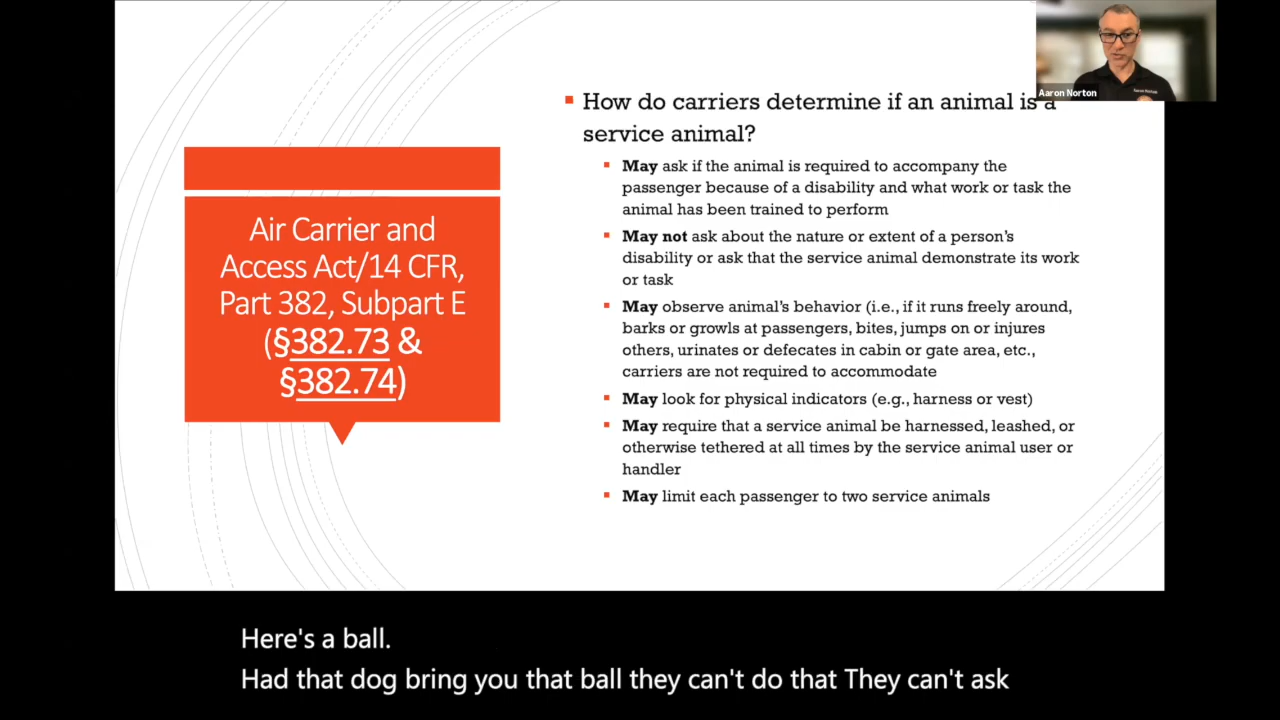 How do carriers determine if an animal is a
service animal?
May ask if the animal is required to accompany the
passenger because of a disability and what work or task the
animal has been trained to perform
May not ask about the nature or extent of a person's
disability or ask that the service animal demonstrate its work
or task
May observe animal's behavior (i.e., if it runs freely around,
barks or growls at passengers, bites, jumps on or injures
others, urinates or defecates in cabin or gate area, etc.,
carriers are not required to accommodate
May look for physical indicators (e.g., harness or vest)
May require that a service animal be harnessed, leashed, or
otherwise tethered at all times by the service animal user or
handler
May limit each passenger to two service animals
Air Carrier and
Access Act/14 CFR,
Part 382, Subpart E
(§382.73 &
§382.74)
Aaron Norton
Here's a ball.
Had that dog bring you that ball they can't do that They can't ask